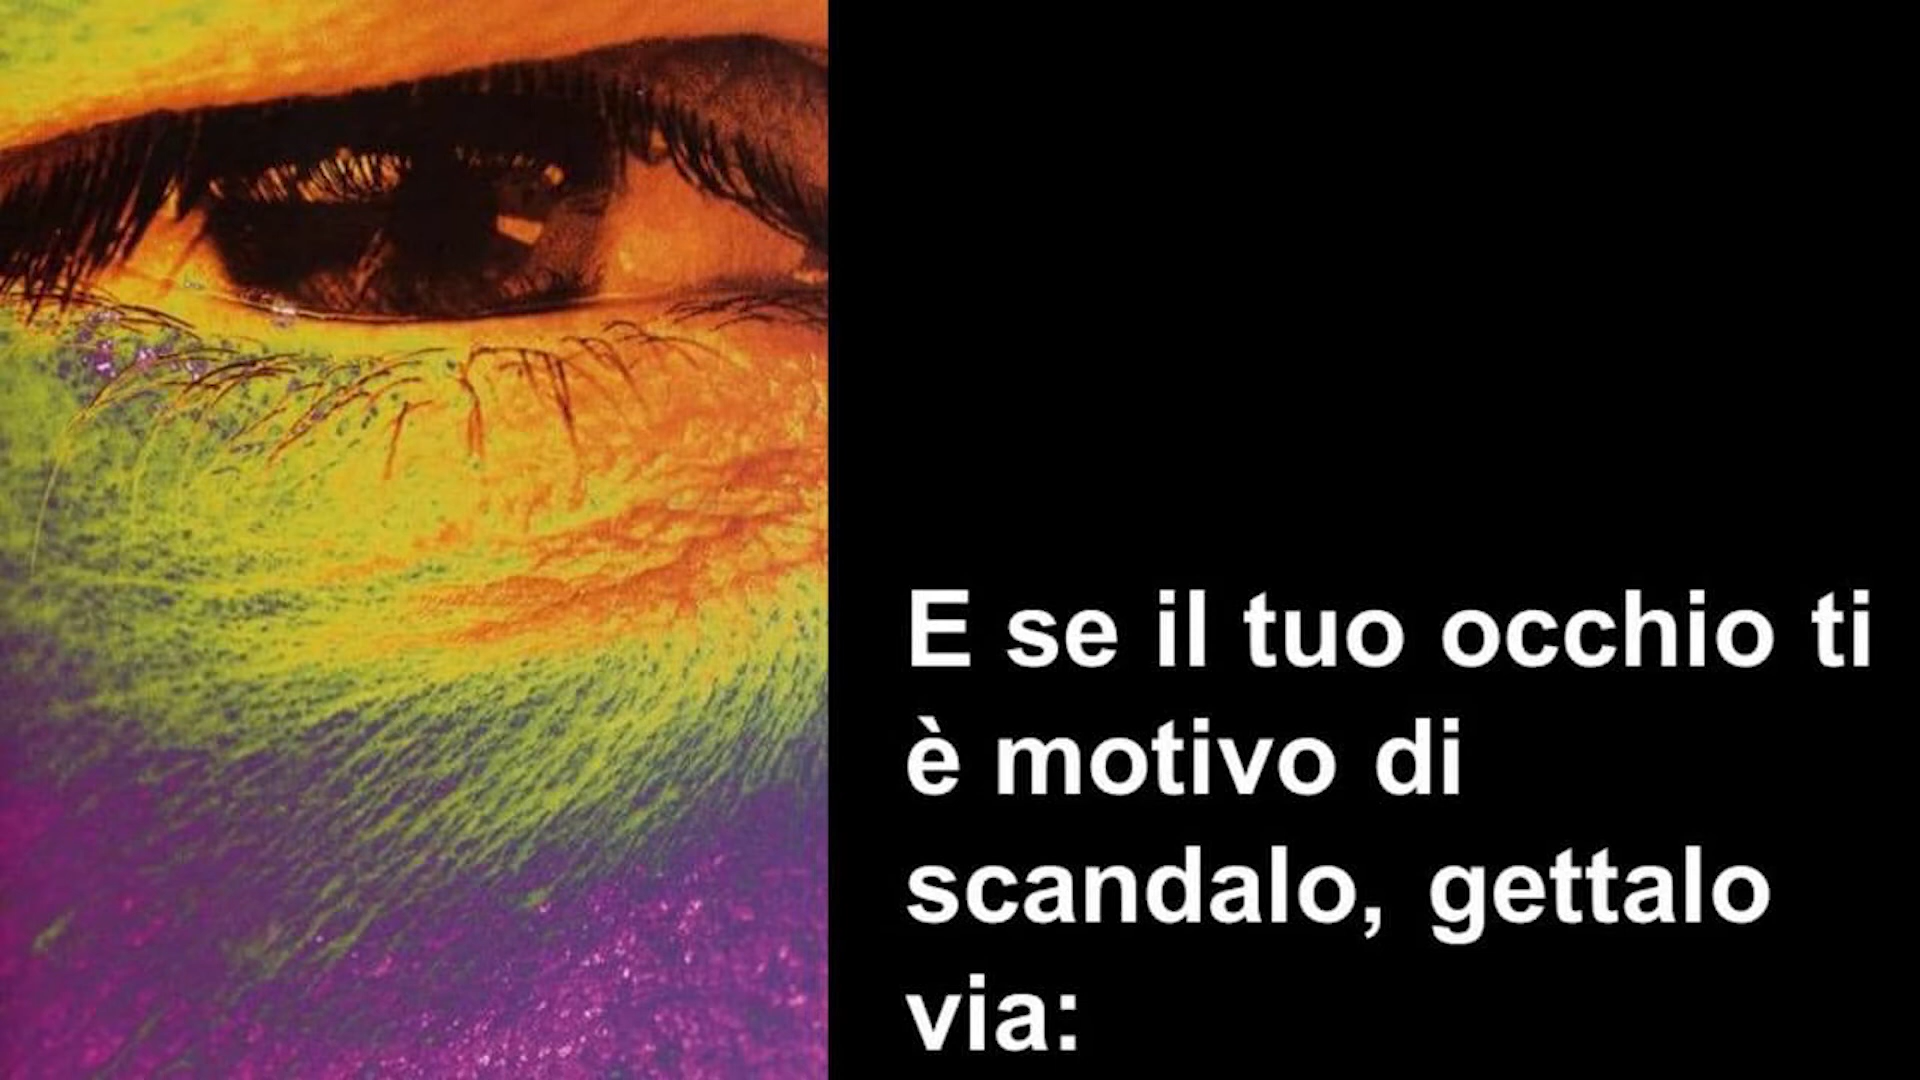 E se il tuo occhio ti
è motivo di
scandalo, gettalo
via: